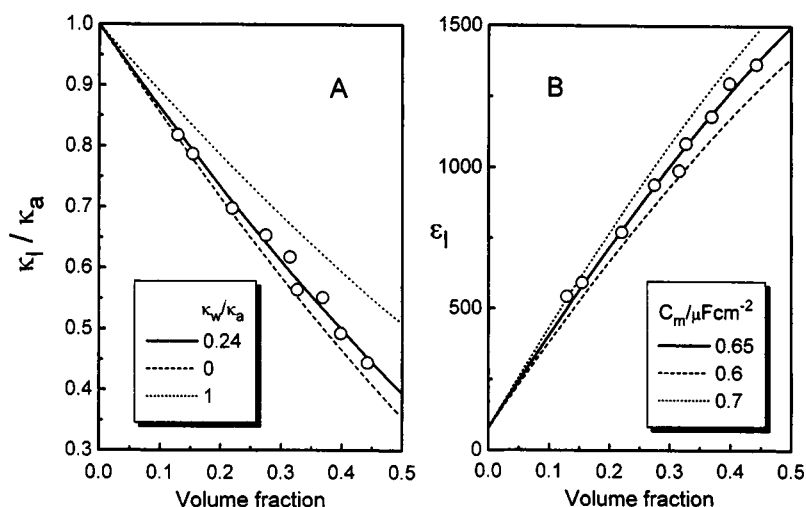 1.0
0.9
0.8
0.7
0.6
0.5
0.4
0.3
κl / κa
A
κw/κa
0.24
0
1
0.0 0.1 0.2 0.3 0.4 0.5
Volume fraction
1500
1000
500
0
εl
B
Cm/μFcm-2
0.65
0.6
0.7
0.0 0.1 0.2 0.3 0.4 0.5
Volume fraction